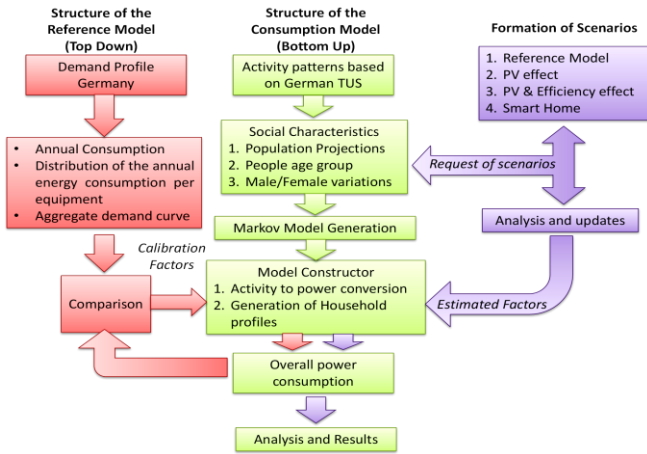 Structure of the
Reference Model
(Top Down)
Demand Profile
Germany
• Annual Consumption
• Distribution of the annual
energy consumption per
equipment
• Aggregate demand curve
Calibration
Factors
Comparison
Structure of the
Consumption Model
(Bottom Up)
Activity patterns based
on German TUS
Social Characteristics
1. Population Projections
2. People age group
3. Male/Female variations
Markov Model Generation
Model Constructor
1. Activity to power conversion
2. Generation of Household
profiles
Overall power
consumption
Analysis and Results
Formation of Scenarios
1. Reference Model
2. PV effect
3. PV & Efficiency effect
4. Smart Home
Request of scenarios
Analysis and updates
Estimated Factors